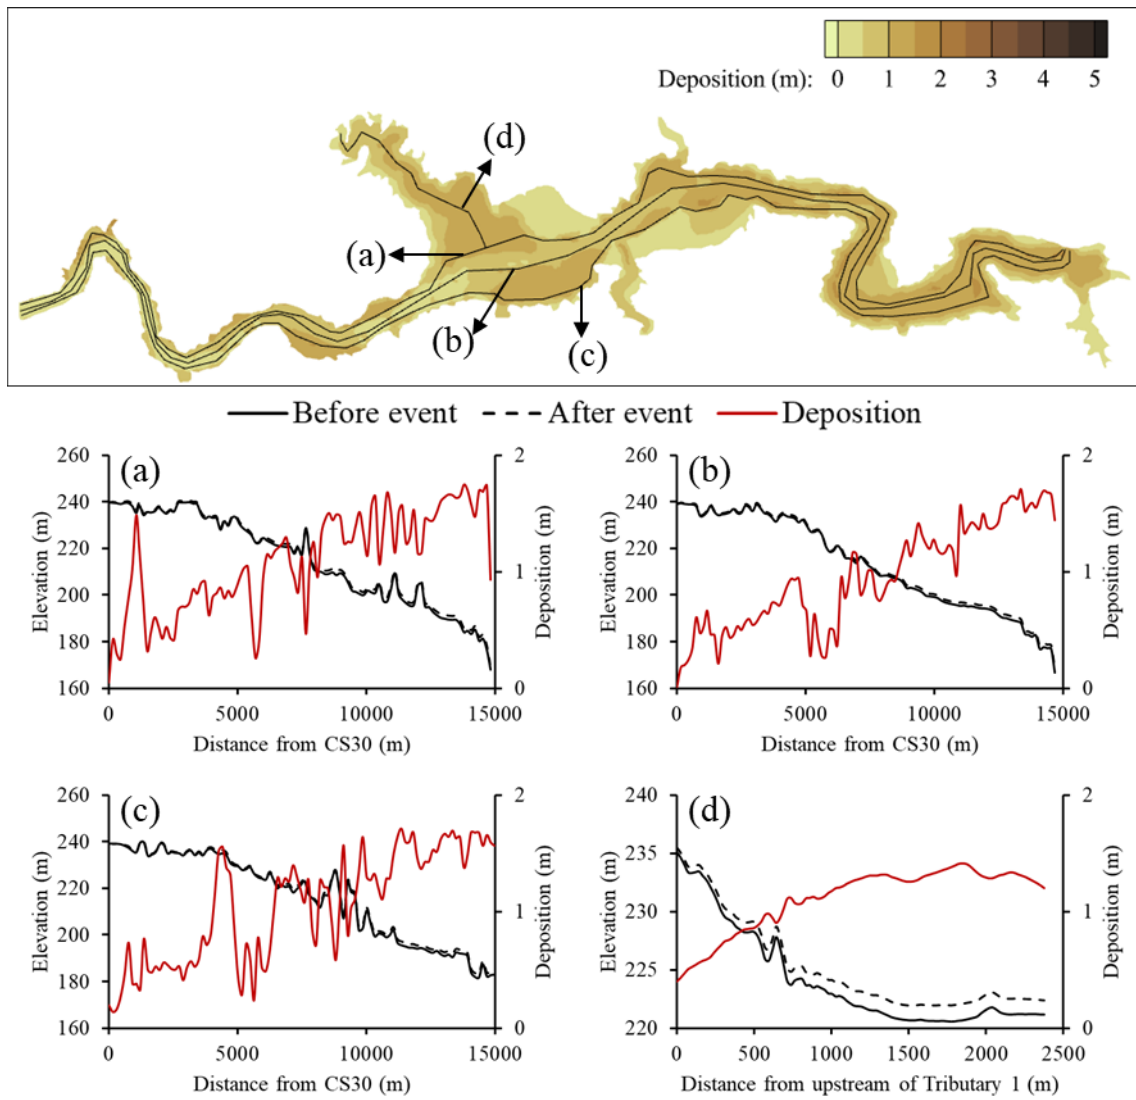 Deposition (m): 0 1 2 3 4 5
(d)
(a)
(b)
(c)
Before event After event Deposition
(a)
Elevation (m)
260
240
220
200
180
160
Deposition (m)
2
1
0
0 5000 10000 15000
Distance from CS30 (m)
(b)
Elevation (m)
260
240
220
200
180
160
Deposition (m)
2
1
0
0 5000 10000 15000
Distance from CS30 (m)
(c)
Elevation (m)
260
240
220
200
180
160
Deposition (m)
2
1
0
0 5000 10000 15000
Distance from CS30 (m)
(d)
Elevation (m)
240
235
230
225
220
Deposition (m)
2
1
0
0 500 1000 1500 2000 2500
Distance from upstream of Tributary 1 (m)